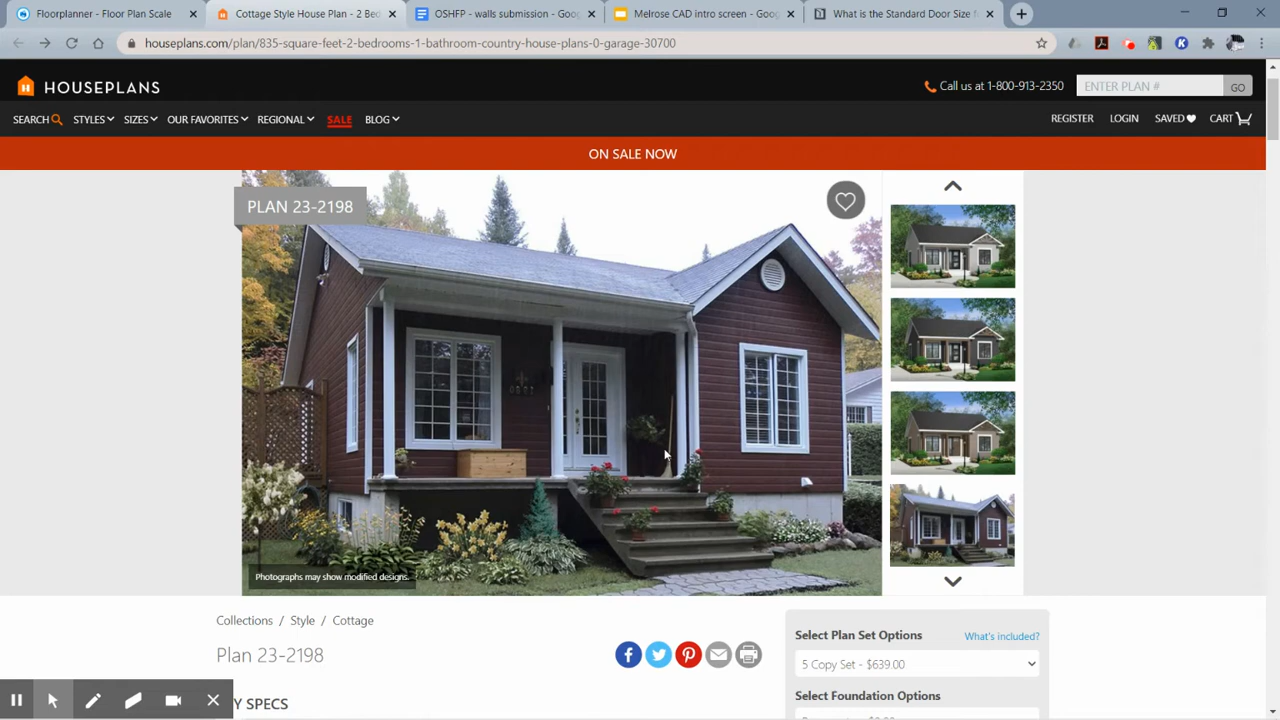 Floorplanner - Floor Plan Scale
Cottage Style House Plan - 2 Bed
OSHFP - walls submission - Goo
Melrose CAD intro screen - Goog
What is the Standard Door Size f
houseplans.com/plan/835-square-feet-2-bedrooms-1-bathroom-country-house-plans-0-garage-30700
HOUSEPLANS
Call us at 1-800-913-2350
ENTER PLAN #
GO
SEARCH
STYLES
SIZES
OUR FAVORITES
REGIONAL
SALE
BLOG
REGISTER
LOGIN
SAVED
CART
ON SALE NOW
PLAN 23-2198
Photographs may show modified designs.
Collections / Style / Cottage
Plan 23-2198
Y SPECS
Select Plan Set Options
What's included?
5 Copy Set - $639.00
Select Foundation Options